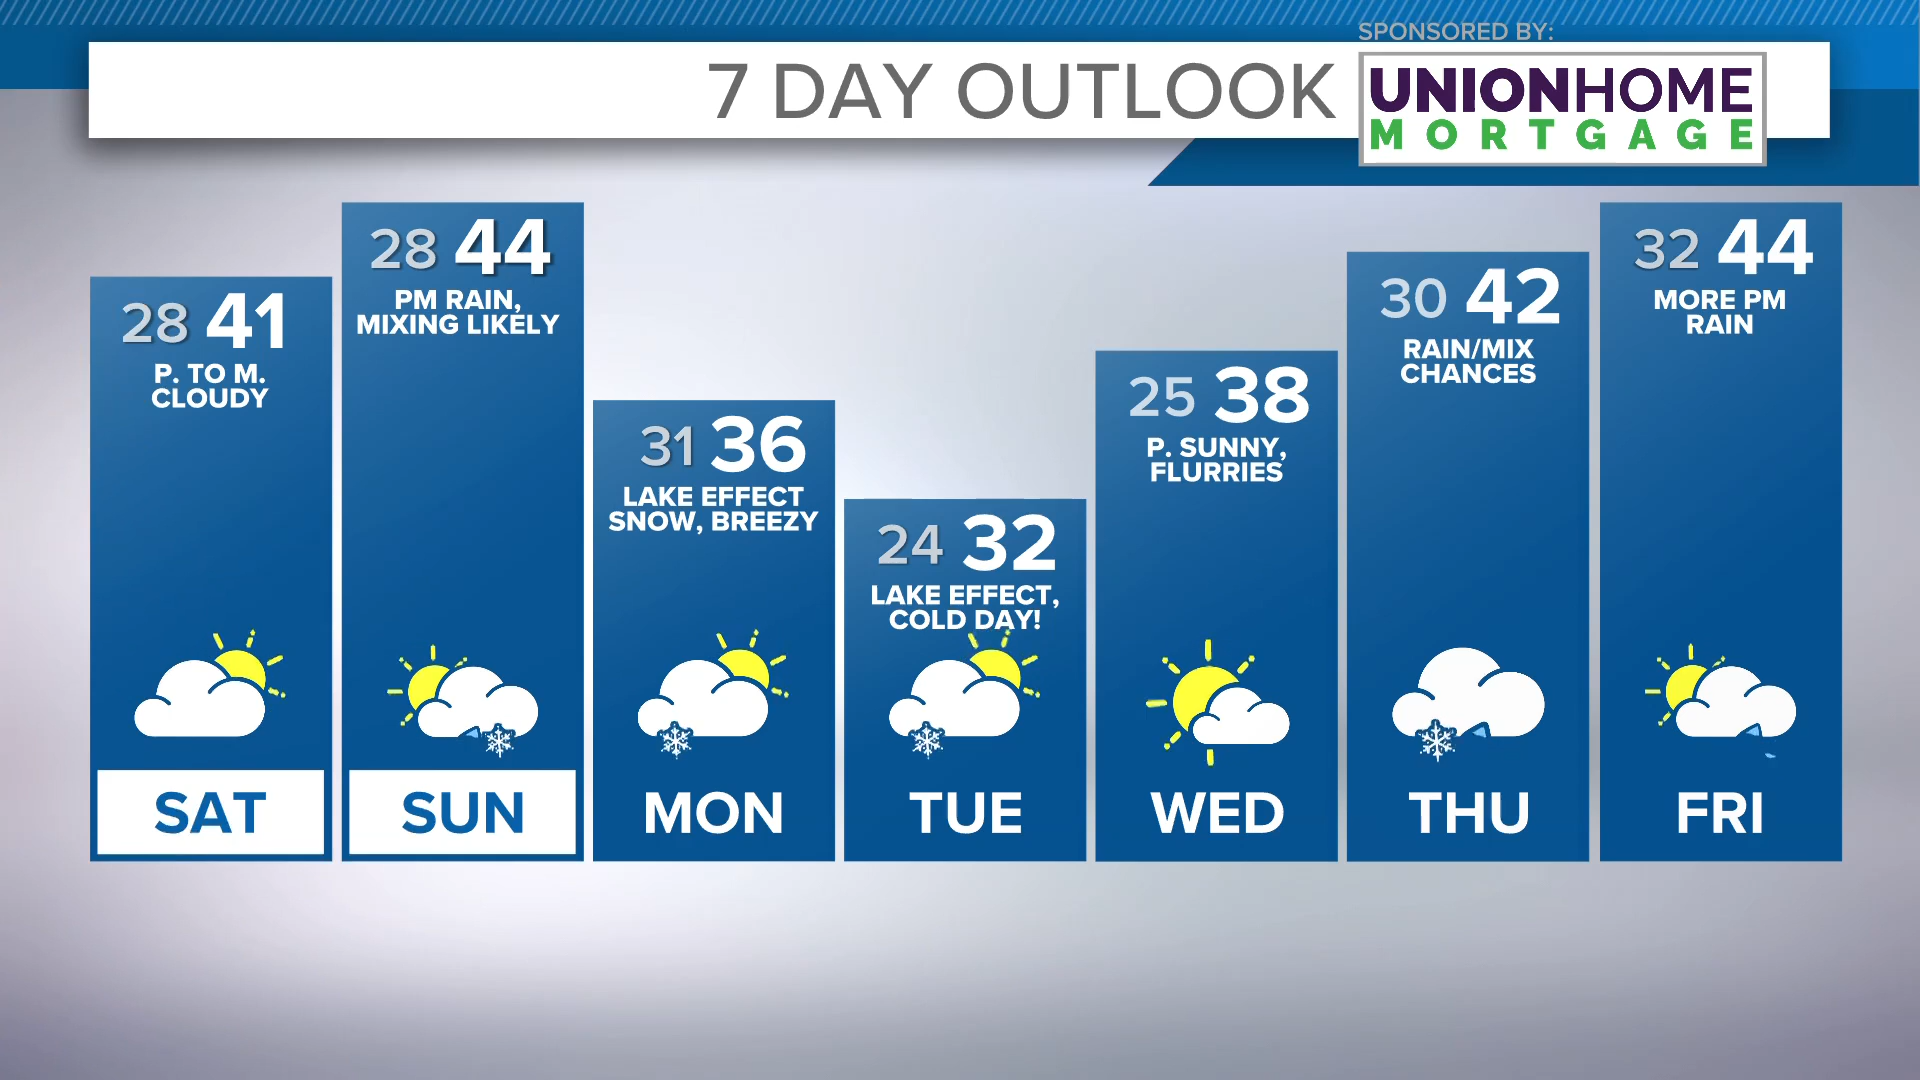 SPONSORED BY:
7 DAY OUTLOOK
UNIONHOME
MORTGAGE
28 41
P. TO M.
CLOUDY
SAT
28 44
PM RAIN,
MIXING LIKELY
SUN
31 36
LAKE EFFECT
SNOW, BREEZY
MON
24 32
LAKE EFFECT,
COLD DAY!
TUE
25 38
P. SUNNY,
FLURRIES
WED
30 42
RAIN/MIX
CHANCES
THU
32 44
MORE PM
RAIN
FRI